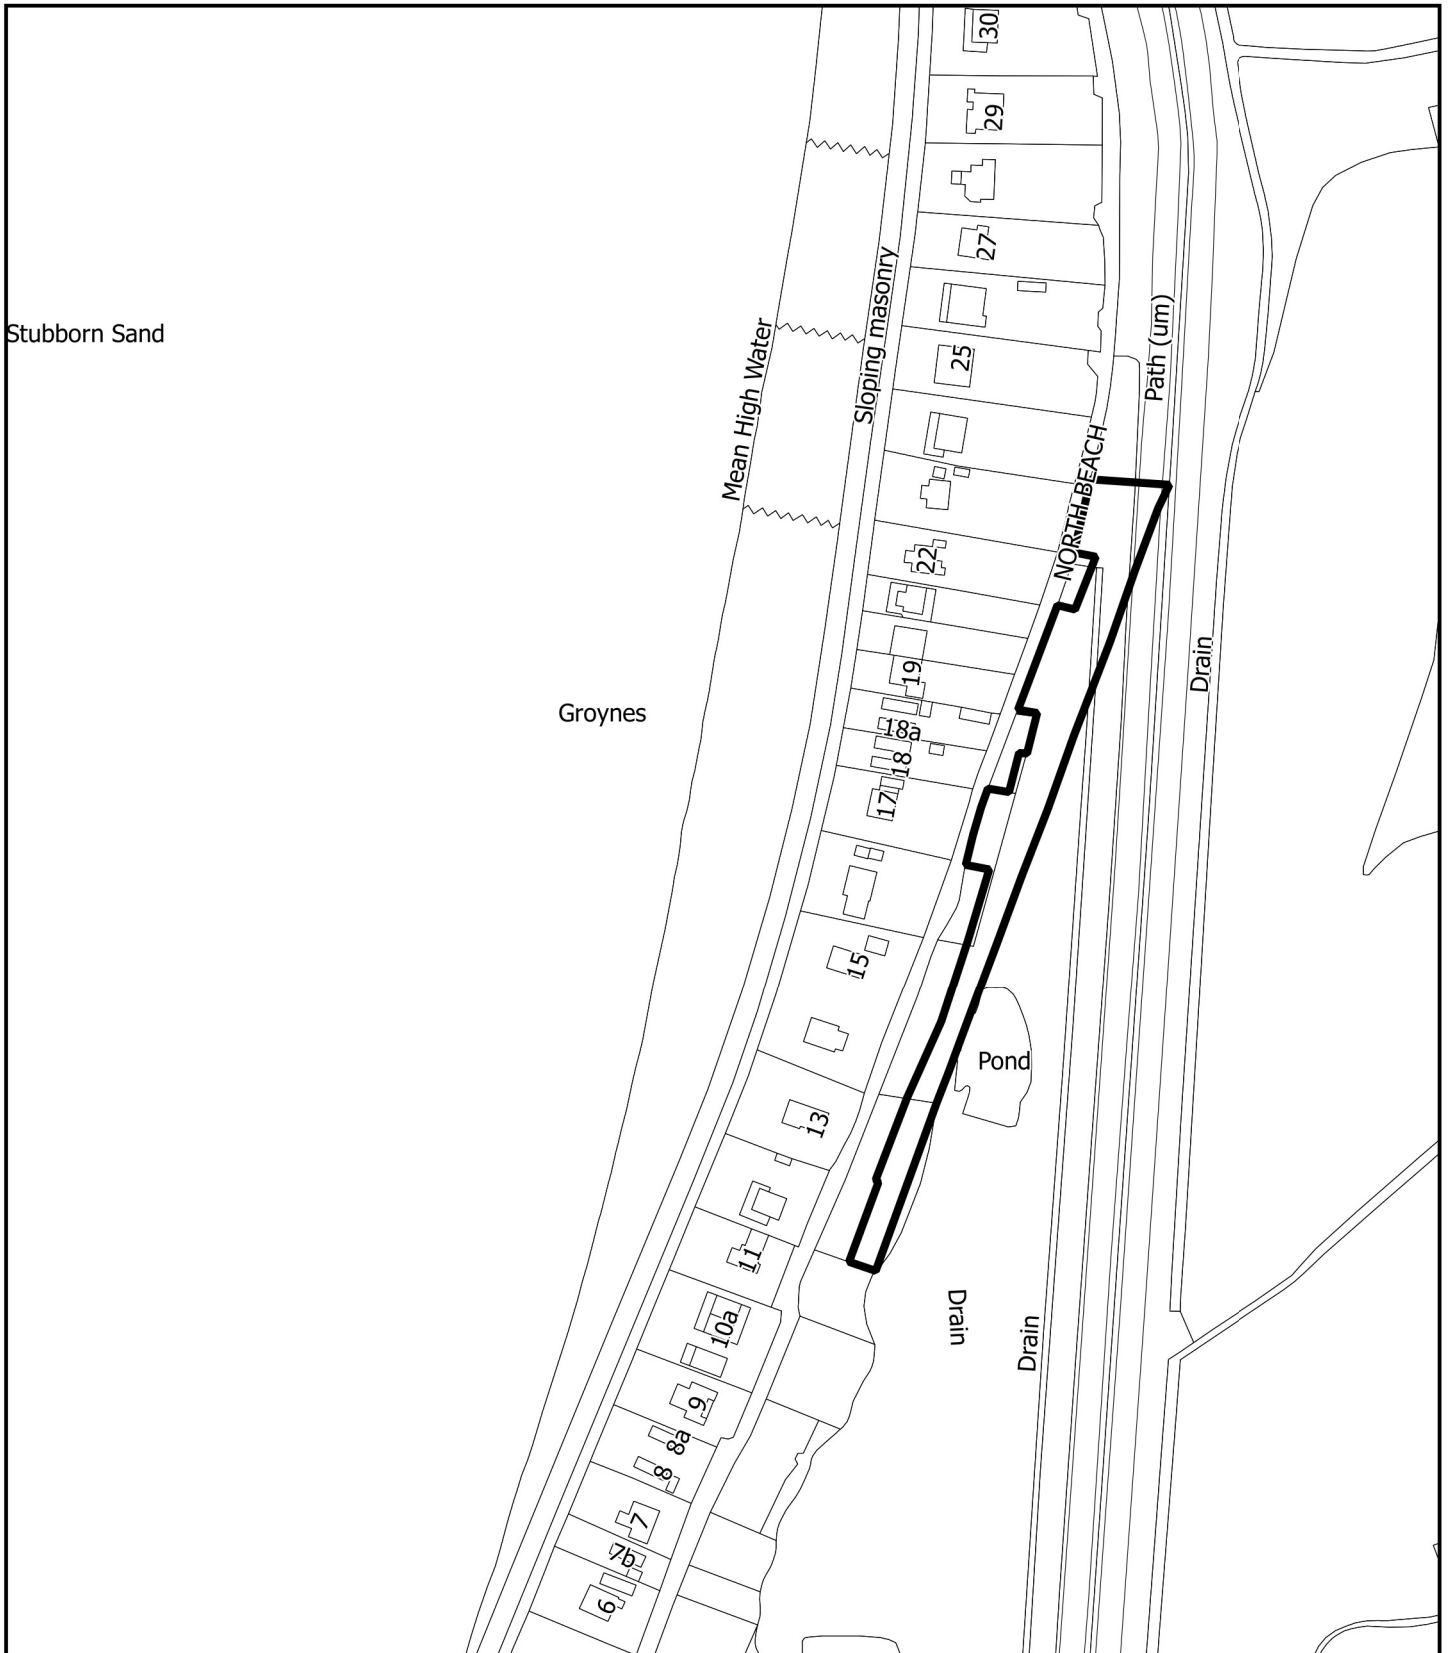 30
29
27
Sloping masonry
Path (um)
Stubborn Sand
Mean High Water
25
NORTH BEACH
22
Drain
19
Groynes
18a
18
17
15
Pond
13
11
Drain
10a
Drain
9
8a
8
7
7b
6